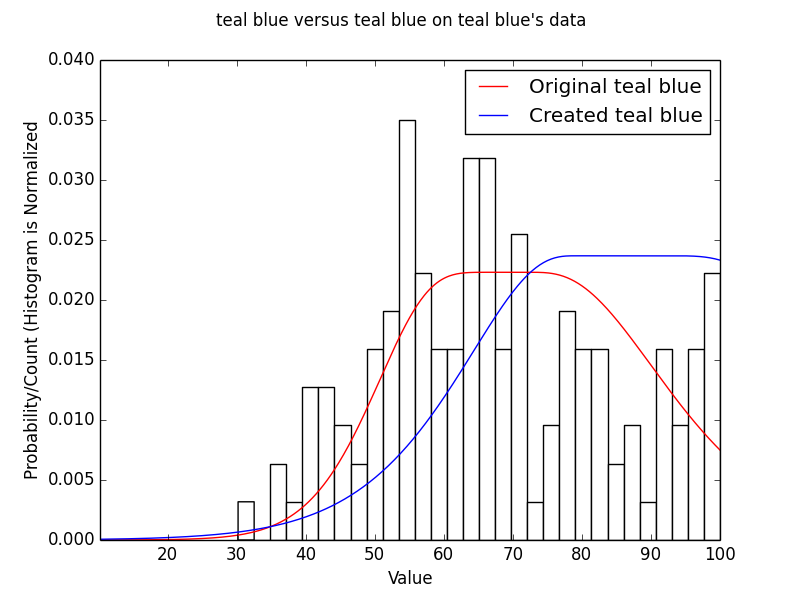 teal blue versus teal blue on teal blue's data
Original teal blue
Created teal blue
0.040
0.035
0.030
0.025
0.020
0.015
0.010
0.005
0.000
Probability/Count (Histogram is Normalized
20 30 40 50 60 70 80 90 100
Value